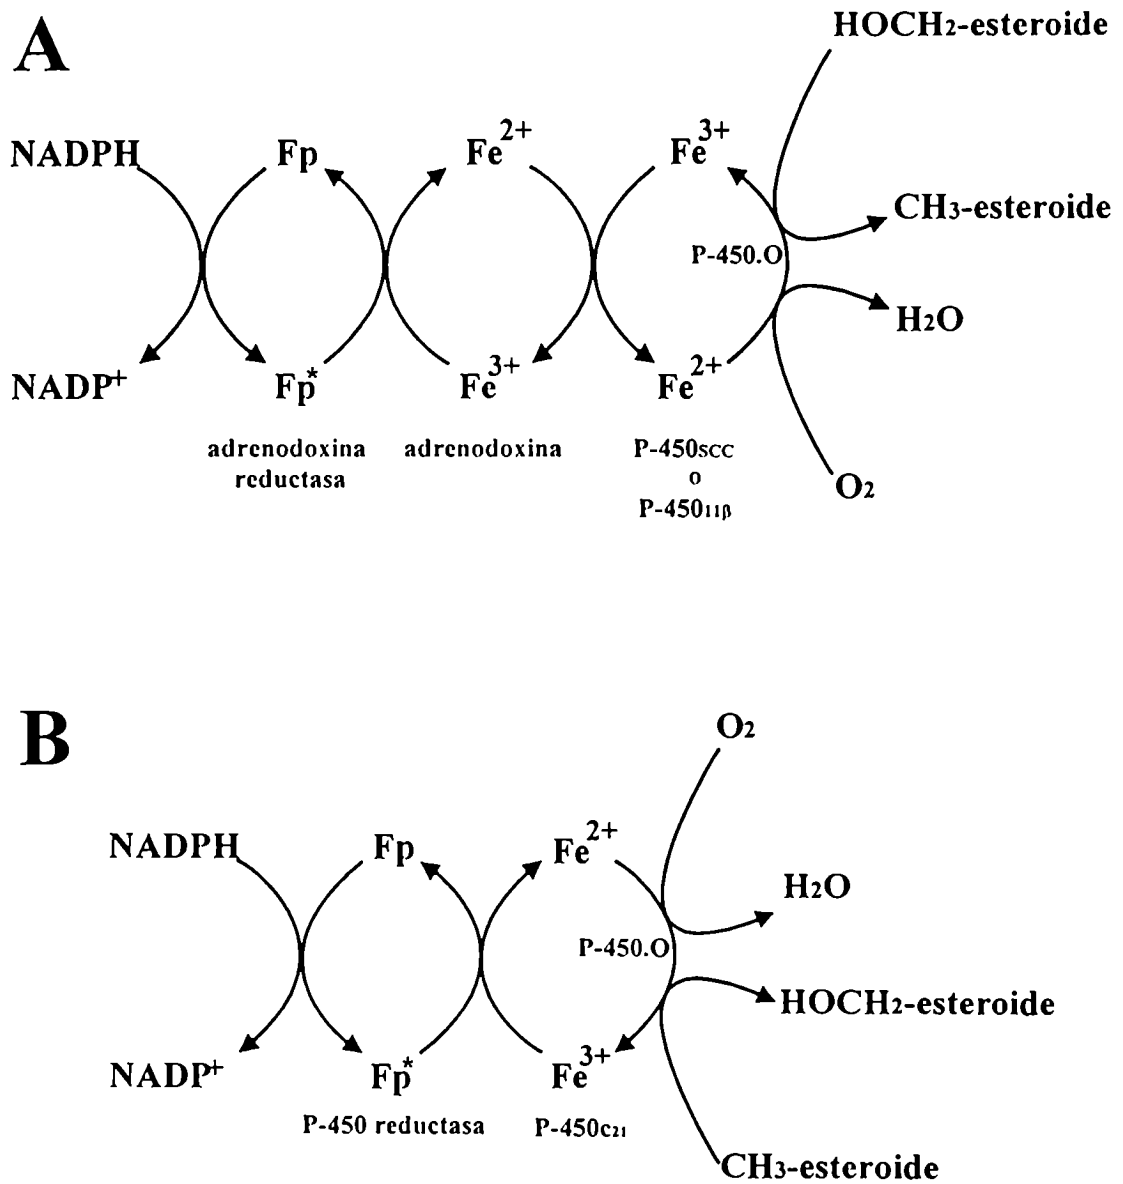 A
HOCH2-esteroide
NADPH Fp Fe2+ Fe3+
CH3-esteroide
P-450.O
H2O
NADP+ Fp* Fe3+ Fe2+
adrenodoxina adrenodoxina P-450SCC
reductasa o
P-45011β
O2
B
O2
NADPH Fp Fe2+
H2O
P-450.O
HOCH2-esteroide
NADP+ Fp* Fe3+
P-450 reductasa P-450C21
CH3-esteroide